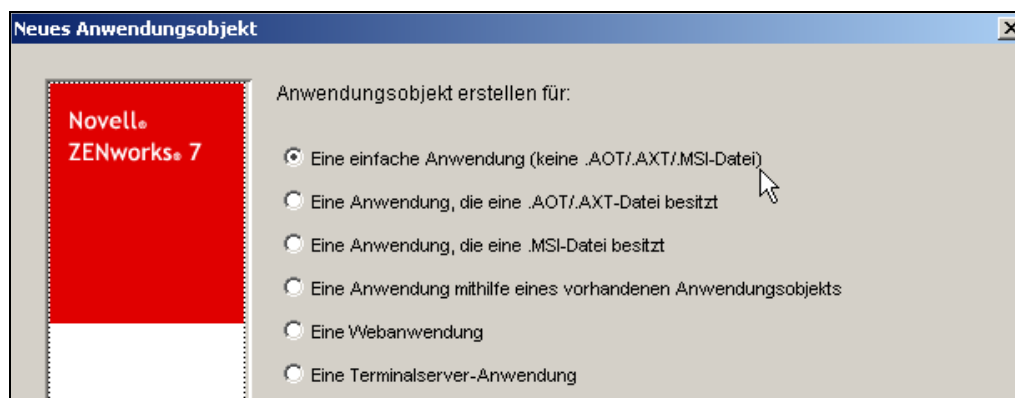 Neues Anwendungsobjekt
Novell®
ZENworks® 7
Anwendungsobjekt erstellen für:
Eine einfache Anwendung (keine .AOT/.AXT/.MSI-Datei)
Eine Anwendung, die eine .AOT/.AXT-Datei besitzt
Eine Anwendung, die eine .MSI-Datei besitzt
Eine Anwendung mithilfe eines vorhandenen Anwendungsobjekts
Eine Webanwendung
Eine Terminalserver-Anwendung